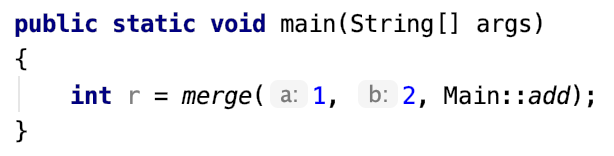 public static void main(String[] args)
{
    int r = merge( a: 1, b: 2, Main::add);
}